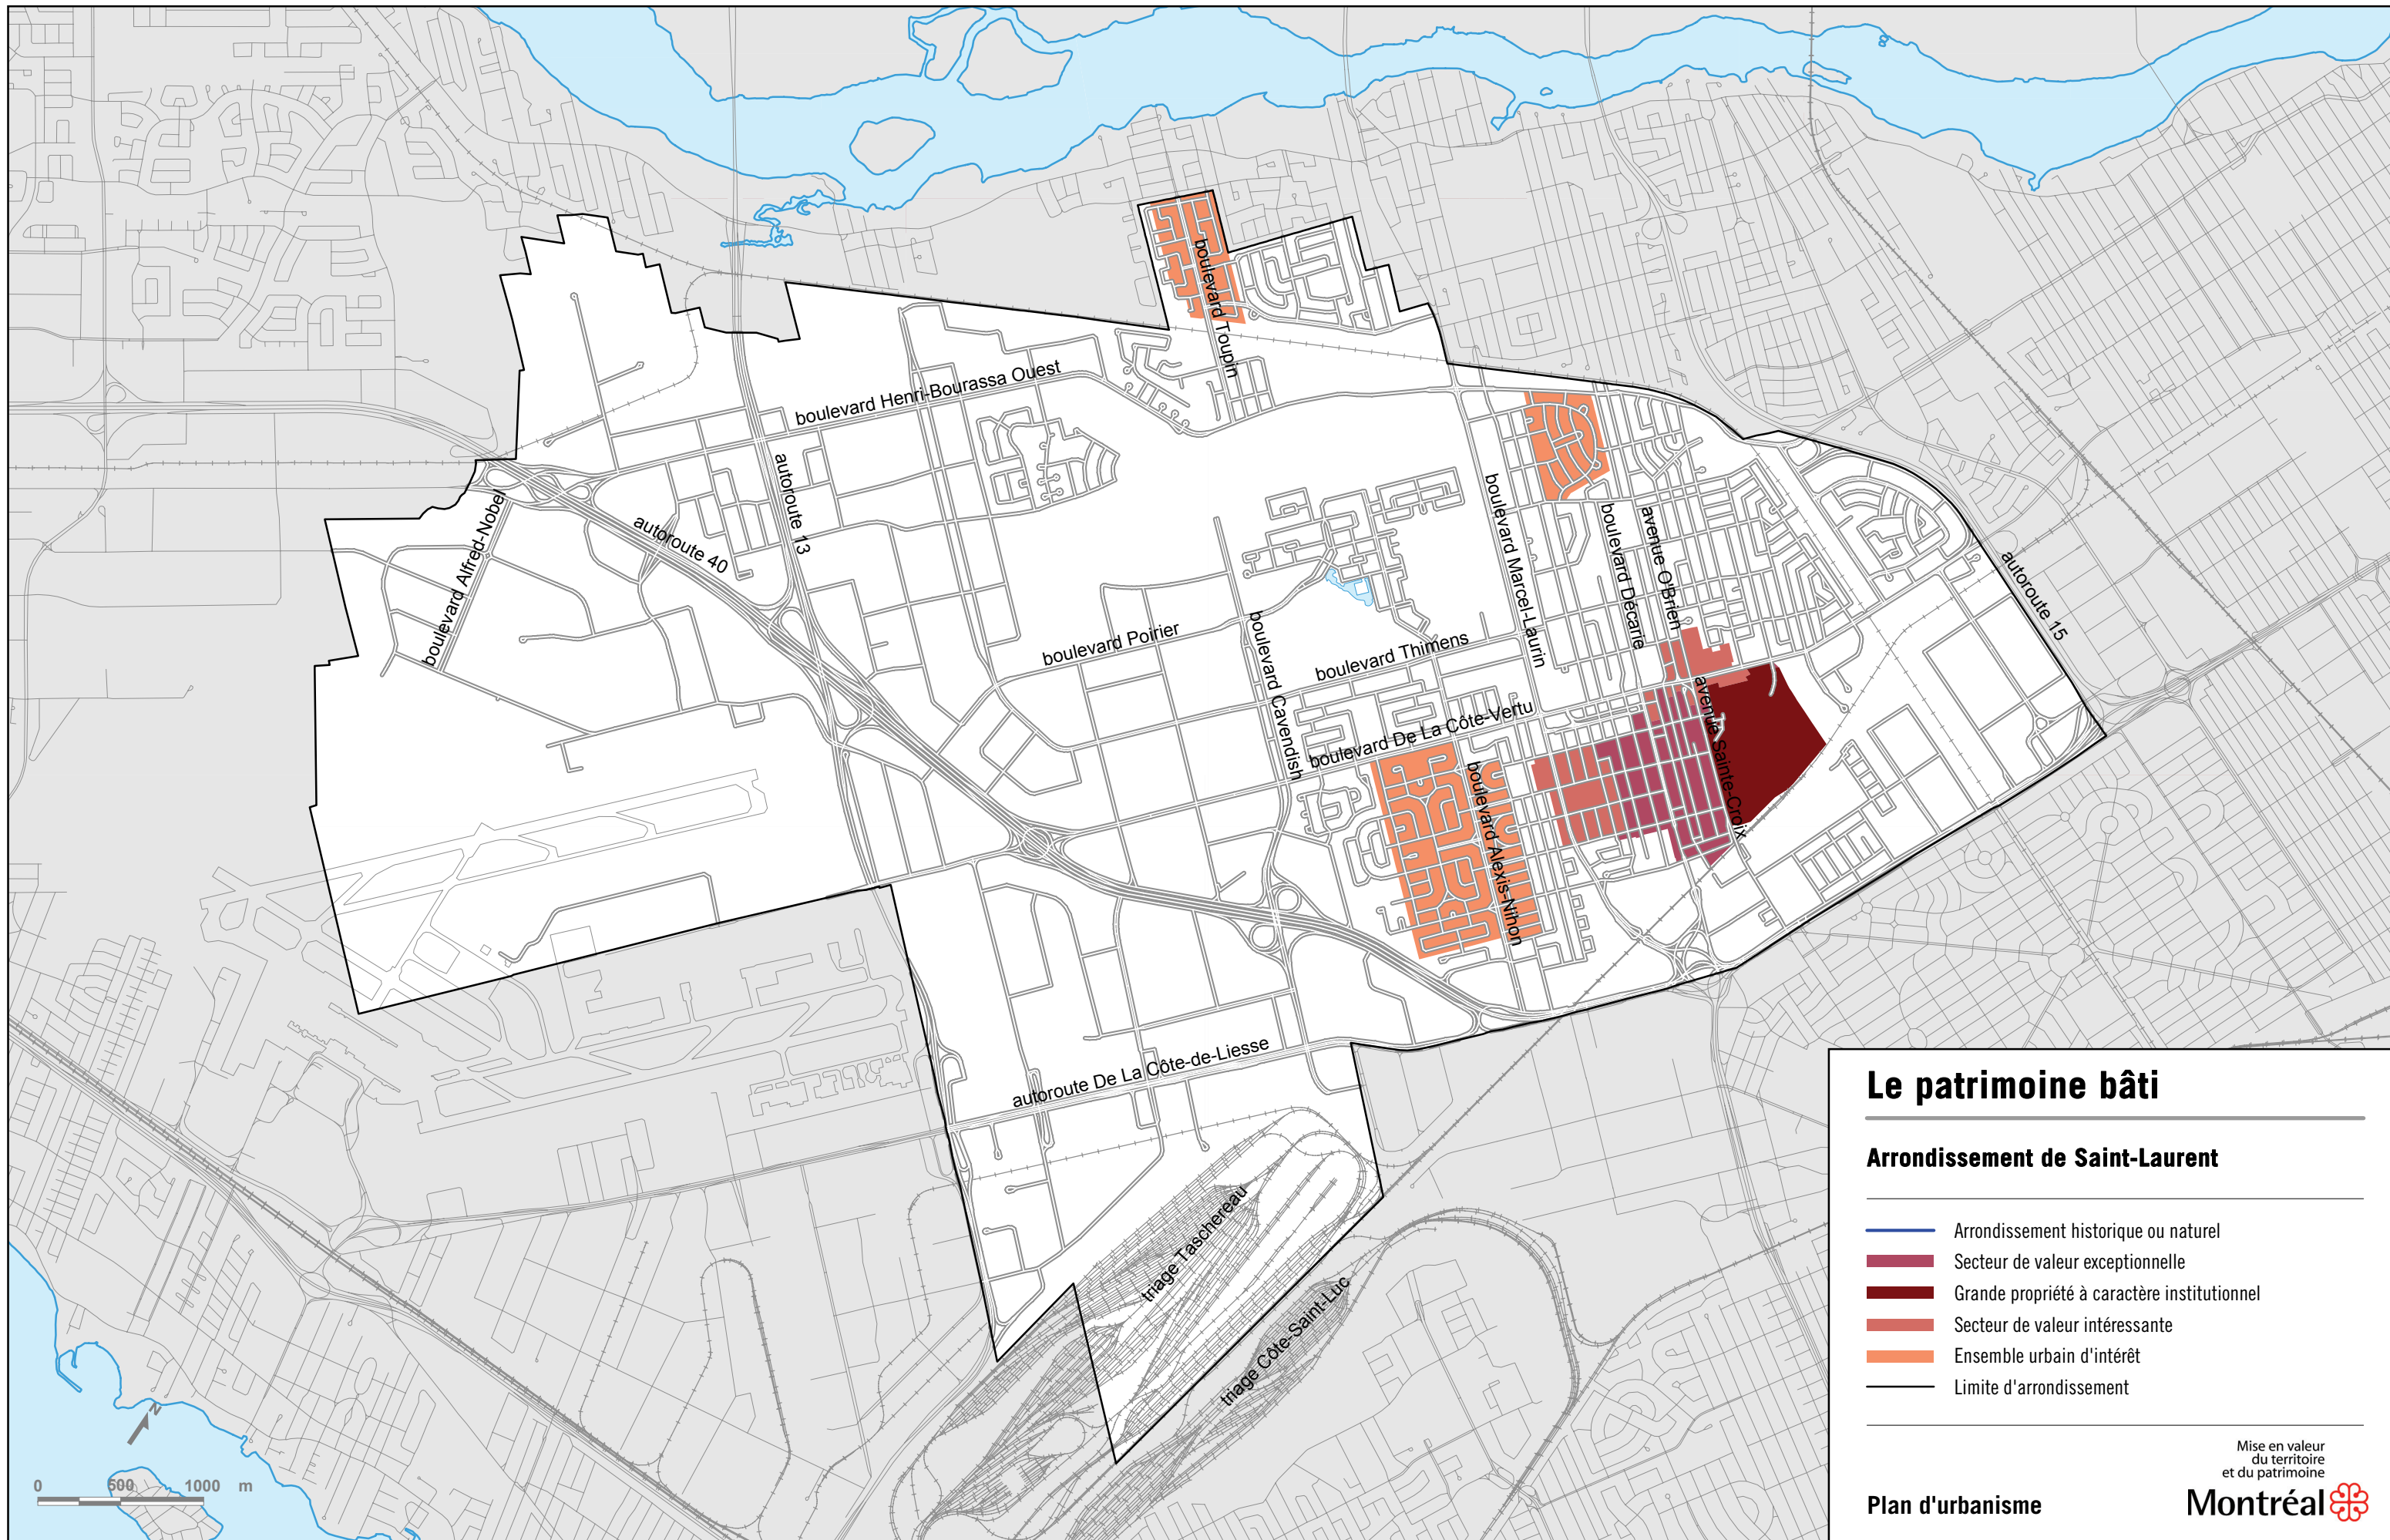 boulevard Toupin
boulevard Henri-Bourassa Ouest
autoroute 13
autoroute 40
boulevard Alfred-Nobel
boulevard Marcel-Laurin
boulevard Décarie
avenue O'Brien
autoroute 15
boulevard Poirier
boulevard Cavendish
boulevard Thimens
boulevard De La Côte-Vertu
avenue Sainte-Croix
boulevard Alexis-Nihon
autoroute De La Côte-de-Liesse
triage Taschereau
triage Côte-Saint-Luc
N
0 500 1000 m
Le patrimoine bâti
Arrondissement de Saint-Laurent
Arrondissement historique ou naturel
Secteur de valeur exceptionnelle
Grande propriété à caractère institutionnel
Secteur de valeur intéressante
Ensemble urbain d'intérêt
Limite d'arrondissement
Mise en valeur
du territoire
et du patrimoine
Plan d'urbanisme
Montréal